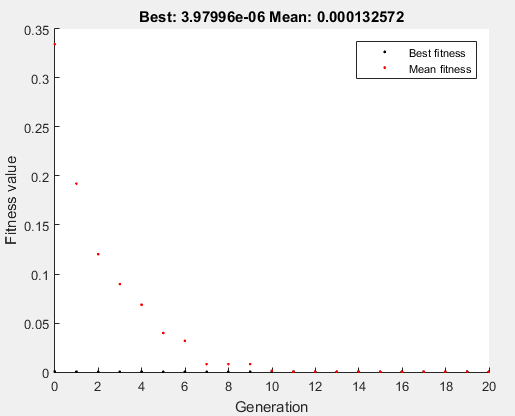 Best: 3.97996e-06 Mean: 0.000132572
0.35
0.3
0.25
0.2
0.15
0.1
0.05
0
Fitness value
Best fitness
Mean fitness
0 2 4 6 8 10 12 14 16 18 20
Generation